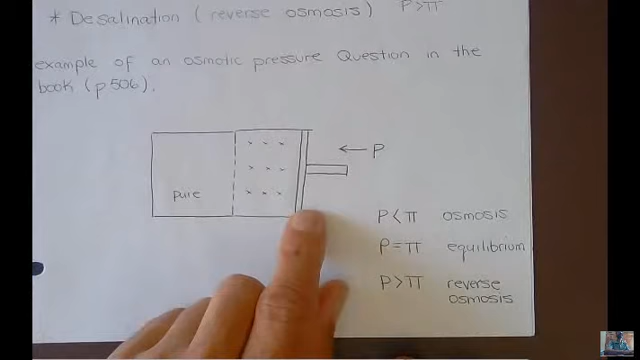 * Desalination (reverse osmosis) P>π
example of an osmotic pressure Question in the
book (p506).
← P
pure
P<π osmosis
P=π equilibrium
P>π reverse
osmosis